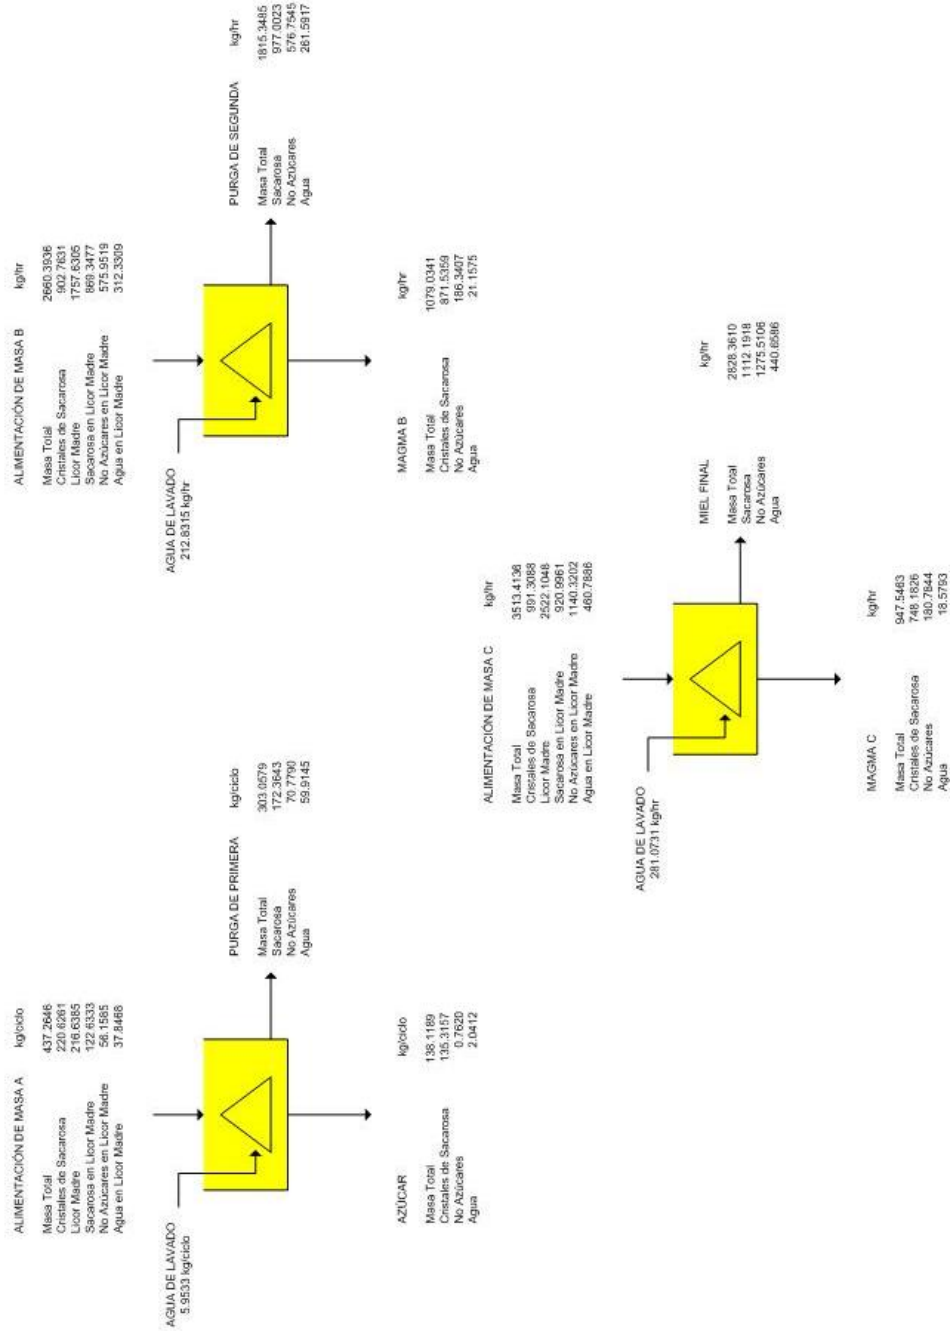 ALIMENTACIÓN DE MASA A kg/ciclo
Masa Total 437.2646
Cristales de Sacarosa 220.6261
Licor Madre 216.6385
Sacarosa en Licor Madre 122.6333
No Azúcares en Licor Madre 56.1585
Agua en Licor Madre 37.8468
AGUA DE LAVADO
5.9533 kg/ciclo
PURGA DE PRIMERA kg/ciclo
Masa Total 303.0579
Sacarosa 172.3643
No Azúcares 70.7790
Agua 59.9145
AZÚCAR kg/ciclo
Masa Total 138.1189
Cristales de Sacarosa 135.3157
No Azúcares 0.7620
Agua 2.0412
ALIMENTACIÓN DE MASA B kg/hr
Masa Total 2660.3936
Cristales de Sacarosa 902.7631
Licor Madre 1757.6305
Sacarosa en Licor Madre 869.3477
No Azúcares en Licor Madre 575.9519
Agua en Licor Madre 312.3309
AGUA DE LAVADO
212.8315 kg/hr
PURGA DE SEGUNDA kg/hr
Masa Total 1815.3485
Sacarosa 977.0023
No Azúcares 576.7545
Agua 261.5917
MAGMA B kg/hr
Masa Total 1079.0341
Cristales de Sacarosa 871.5359
No Azúcares 186.3407
Agua 21.1575
ALIMENTACIÓN DE MASA C kg/hr
Masa Total 3513.4136
Cristales de Sacarosa 991.3088
Licor Madre 2522.1048
Sacarosa en Licor Madre 920.9961
No Azúcares en Licor Madre 1140.3202
Agua en Licor Madre 460.7886
AGUA DE LAVADO
281.0731 kg/hr
MIEL FINAL kg/hr
Masa Total 2828.3610
Sacarosa 1112.1918
No Azúcares 1275.5106
Agua 440.6586
MAGMA C kg/hr
Masa Total 947.5463
Cristales de Sacarosa 748.1826
No Azúcares 180.7844
Agua 18.5793